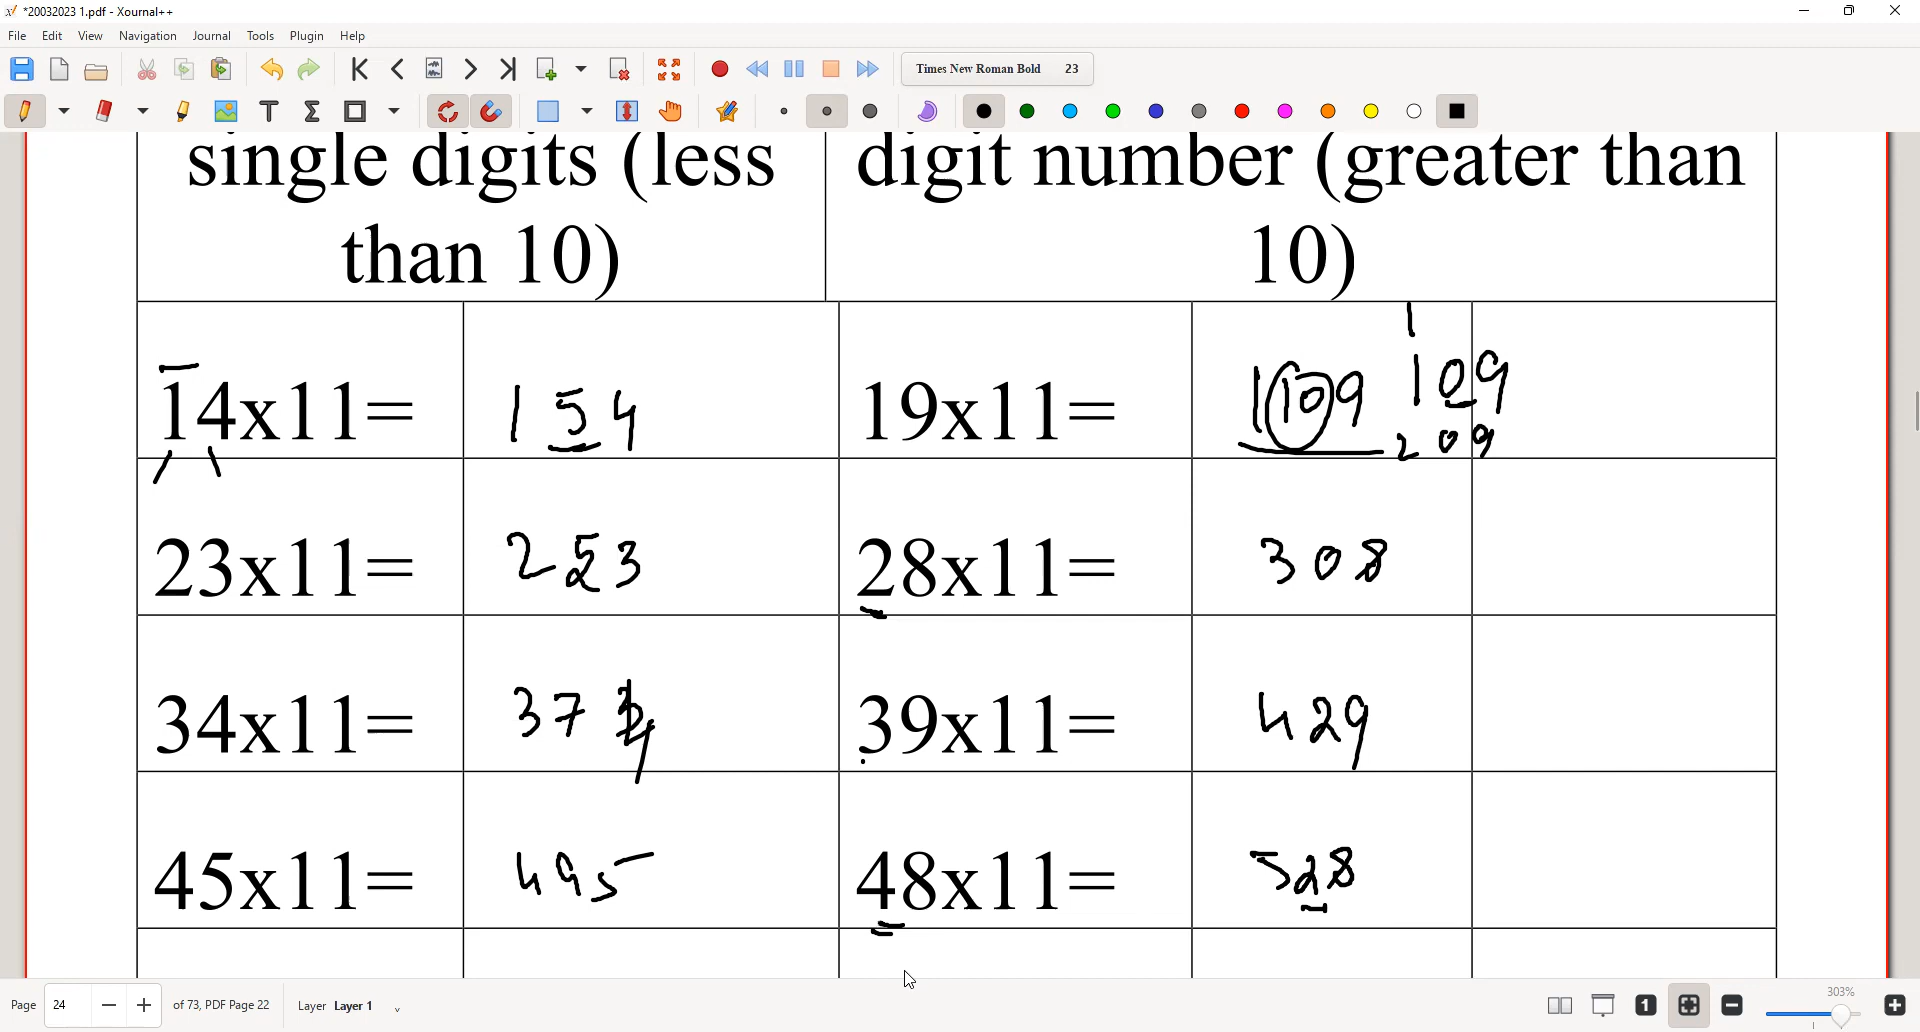 *20032023 1.pdf - Xournal++
File Edit View Navigation Journal Tools Plugin Help
Times New Roman Bold 23
single digits (less than 10)
digit number (greater than 10)
14x11= 154 19x11= 1109 1
109
209
23x11= 253 28x11= 308
34x11= 374 39x11= 429
45x11= 495 48x11= 528
Page 24 of 73, PDF Page 22 Layer Layer 1 303%